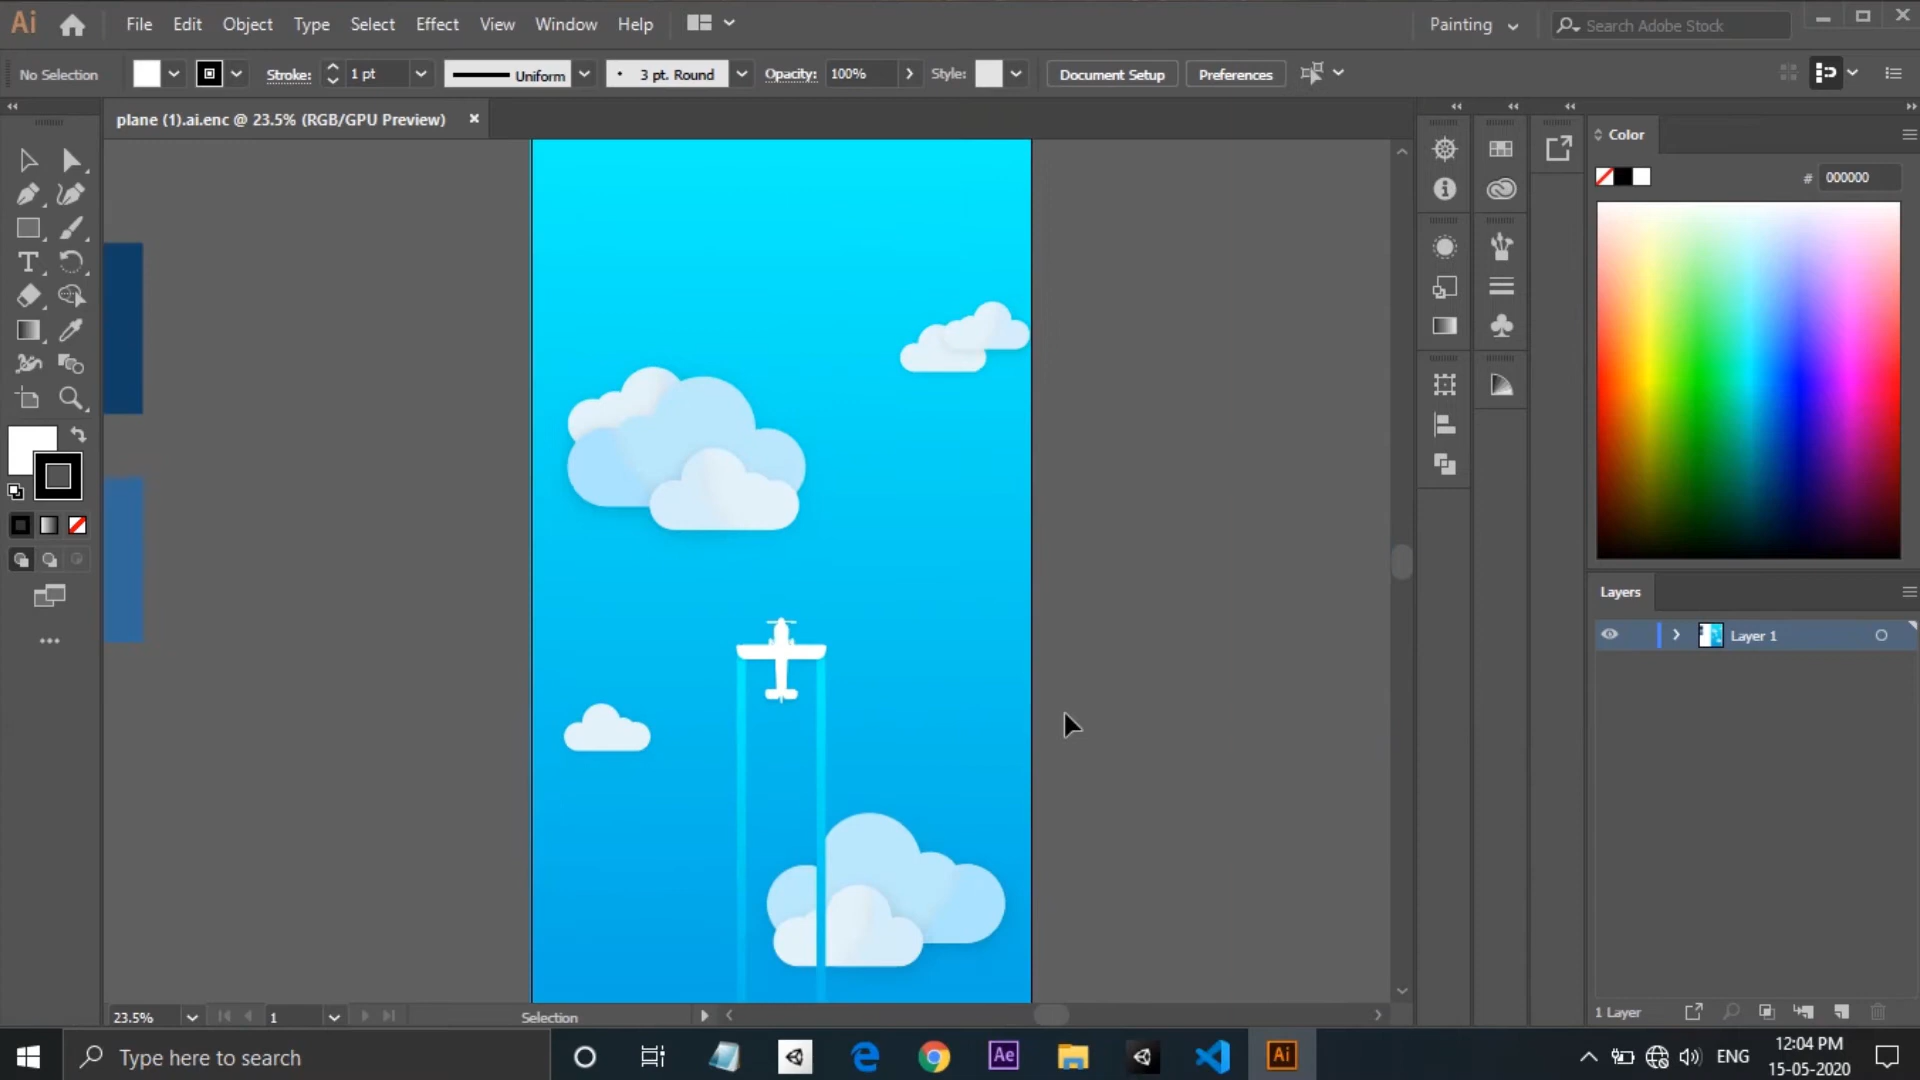 Ai File Edit Object Type Select Effect View Window Help Painting Search Adobe Stock
No Selection Stroke: 1 pt Uniform 3 pt. Round Opacity: 100% Style: Document Setup Preferences
plane (1).ai.enc @ 23.5% (RGB/GPU Preview)
Color
# 000000
Layers
Layer 1
23.5% 1 Selection
1 Layer
Type here to search
Ae
Ai
ENG
12:04 PM
15-05-2020